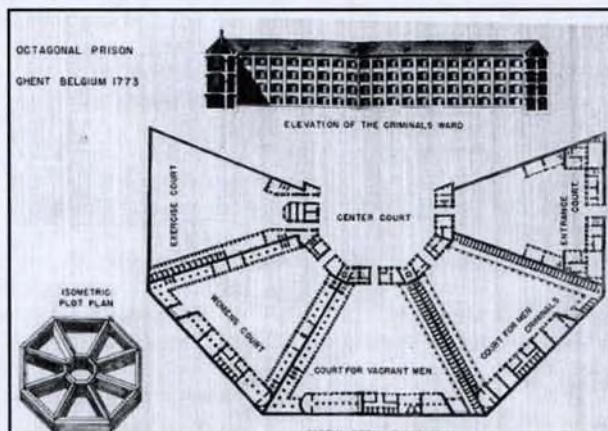 OCTAGONAL PRISON
GHENT BELGIUM 1773
ELEVATION OF THE CRIMINALS WARD
EXERCISE COURT
CENTER COURT
ENTRANCE COURT
ISOMETRIC
PLOT PLAN
WOMENS COURT
COURT FOR VAGRANT MEN
COURT FOR MEN
CRIMINALS